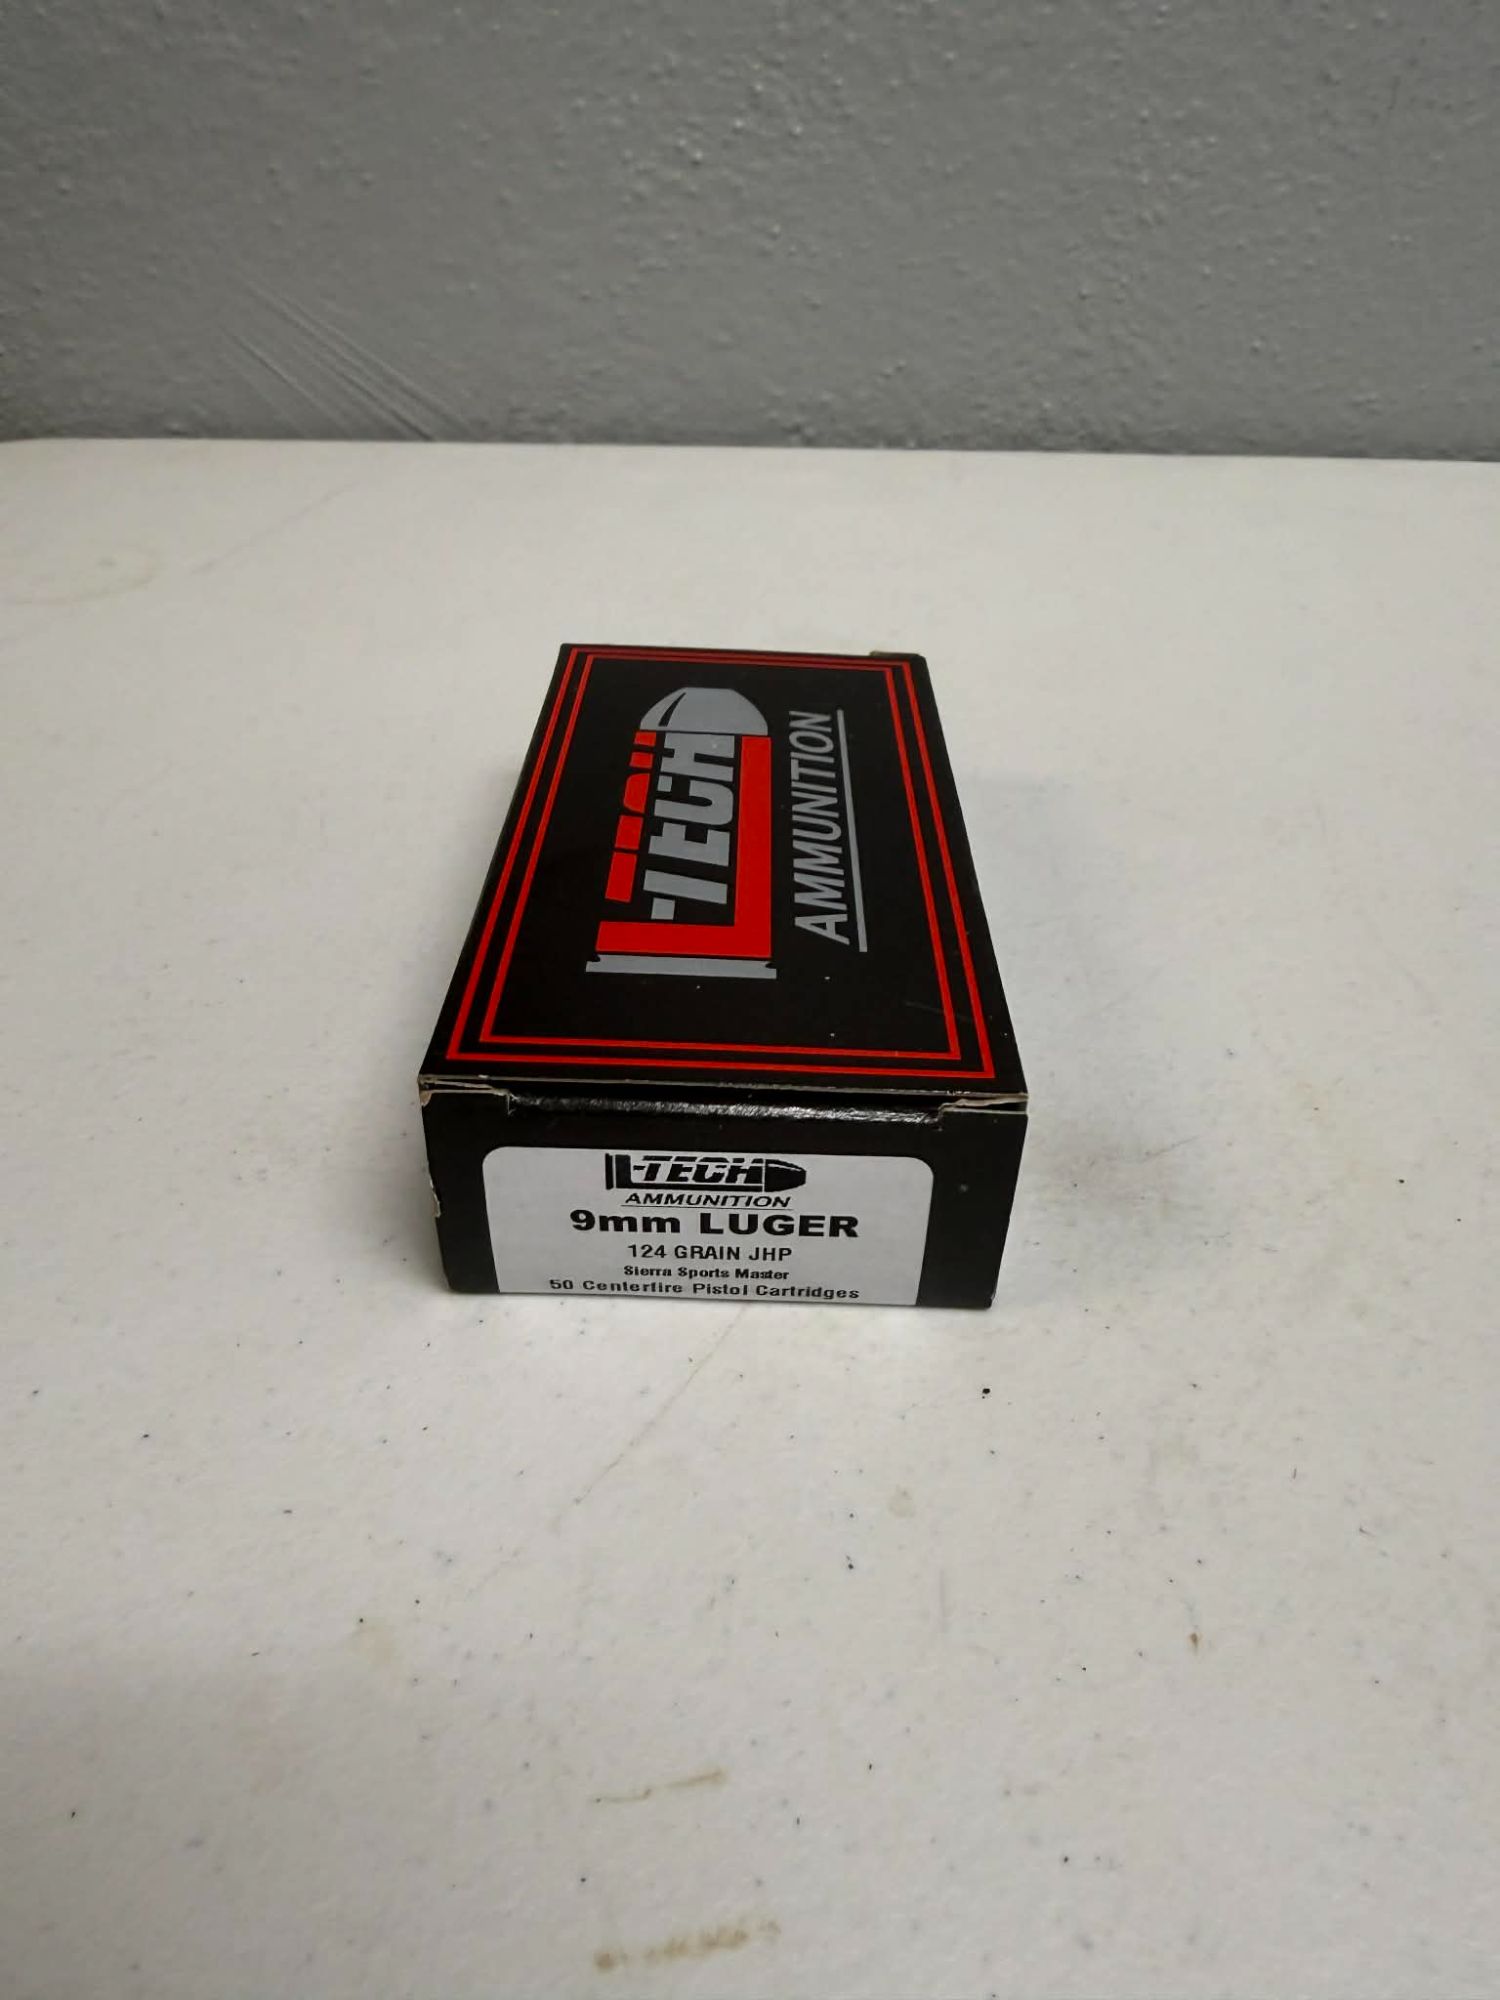 L-TECH
AMMUNITION
L-TECH
AMMUNITION
9mm LUGER
124 GRAIN JHP
Sierra Sports Master
50 Centerfire Pistol Cartridges